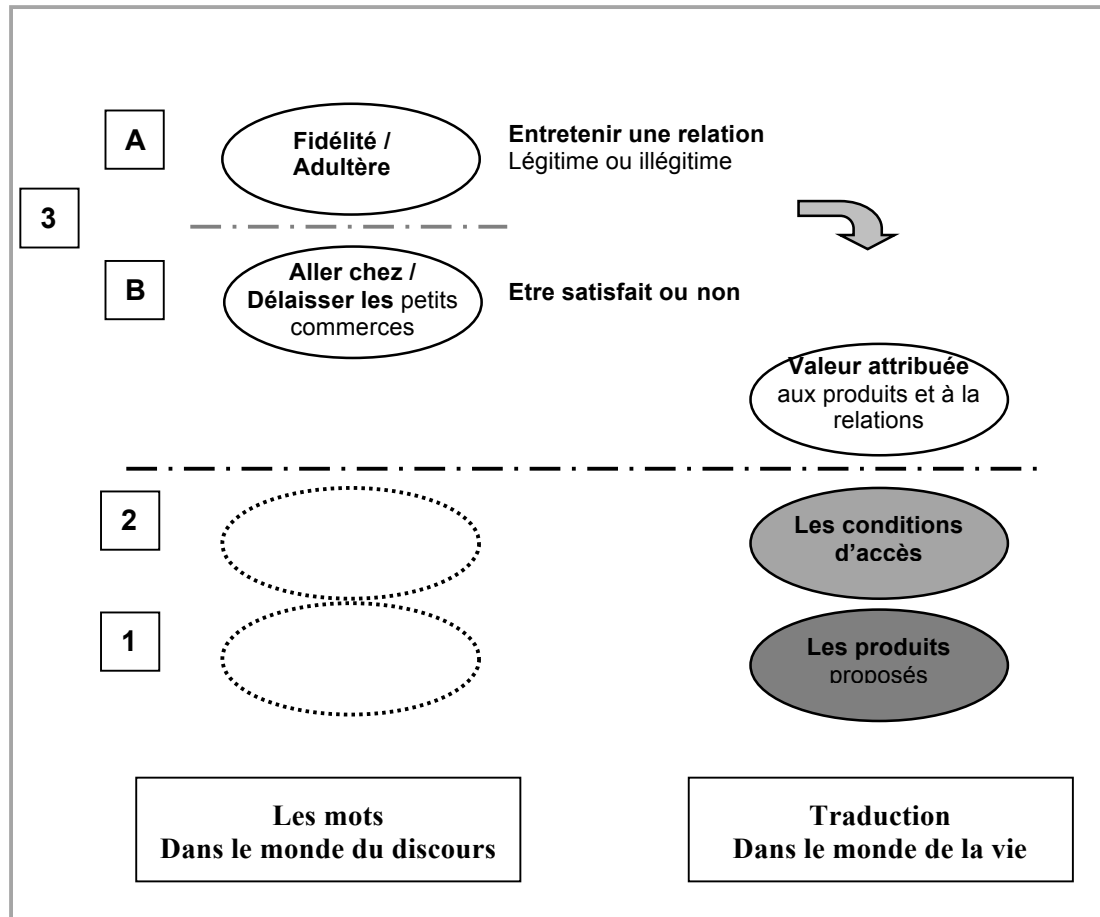 A
Fidélité /
Adultère
Entretenir une relation
Légitime ou illégitime
3
B
Aller chez /
Délaisser les petits
commerces
Etre satisfait ou non
Valeur attribuée
aux produits et à la
relations
2
Les conditions
d'accès
1
Les produits
proposés
Les mots
Dans le monde du discours
Traduction
Dans le monde de la vie